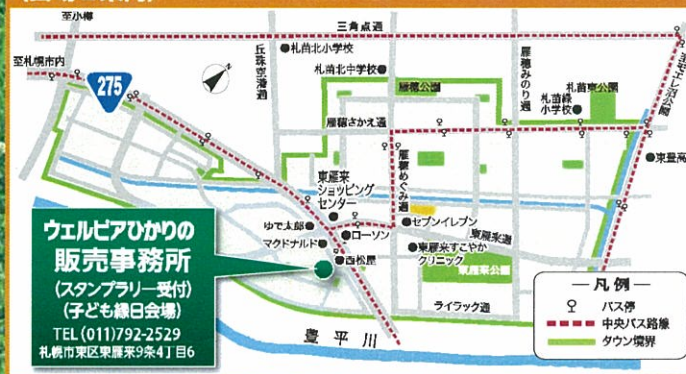 至小樽
三角点通
丘珠空港通
札苗北小学校
至札幌市内
札苗北中学校
雁穂公園
雁穂みのり通
札苗東公園
275
札苗緑
小学校
雁穂さかえ通
雁穂めぐみ通
東豊高
東雁来
ショッピング
センター
ゆで太郎
ローソン
セブンイレブン
マクドナルド
東雁来通
東雁来すこやか
クリニック
西松屋
東雁来公園
ライラック通
豊平川
ウェルピアひかりの
販売事務所
(スタンプラリー受付)
(子ども縁日会場)
TEL(011)792-2529
札幌市東区東雁来9条4丁目6
凡例
バス停
中央バス路線
タウン境界